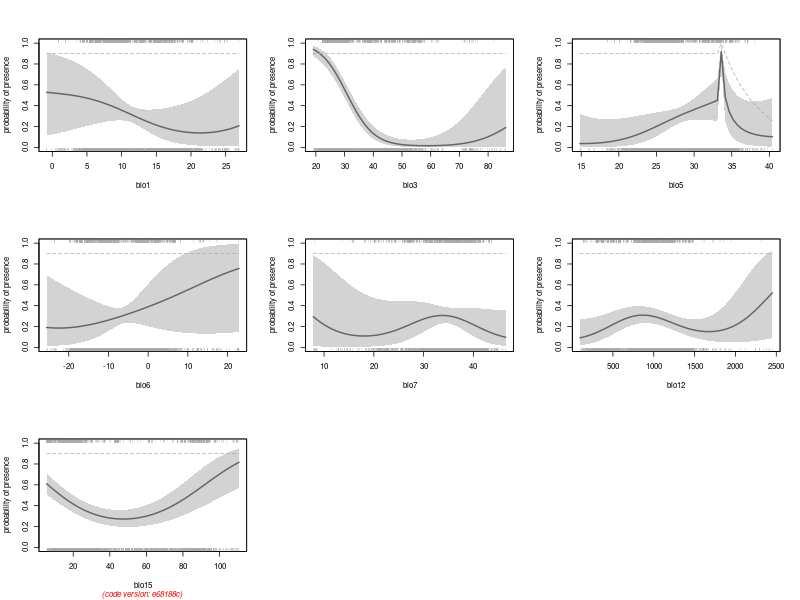 probability of presence
0.0 0.2 0.4 0.6 0.8 1.0
0 5 10 15 20 25
bio1
probability of presence
0.0 0.2 0.4 0.6 0.8 1.0
20 30 40 50 60 70 80
bio3
probability of presence
0.0 0.2 0.4 0.6 0.8 1.0
15 20 25 30 35 40
bio5
probability of presence
0.0 0.2 0.4 0.6 0.8 1.0
-20 -10 0 10 20
bio6
probability of presence
0.0 0.2 0.4 0.6 0.8 1.0
10 20 30 40
bio7
probability of presence
0.0 0.2 0.4 0.6 0.8 1.0
500 1000 1500 2000 2500
bio12
probability of presence
0.0 0.2 0.4 0.6 0.8 1.0
20 40 60 80 100
bio15
(code version: e68188c)